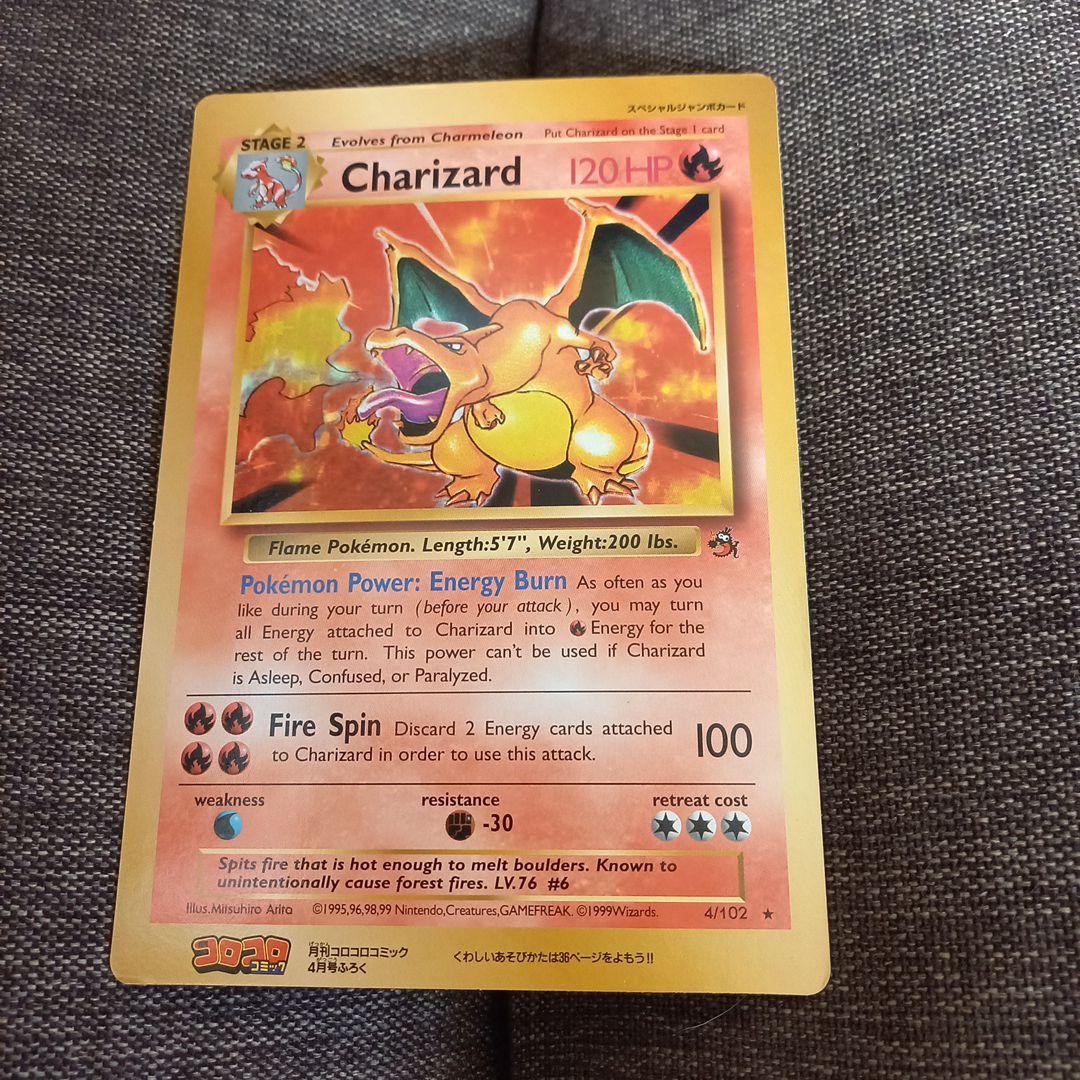 スペシャルジャンボカード
STAGE 2 Evolves from Charmeleon Put Charizard on the Stage 1 card
Charizard 120 HP
Flame Pokémon. Length:5'7", Weight:200 lbs.
Pokémon Power: Energy Burn As often as you
like during your turn (before your attack), you may turn
all Energy attached to Charizard into Energy for the
rest of the turn. This power can't be used if Charizard
is Asleep, Confused, or Paralyzed.
Fire Spin Discard 2 Energy cards attached
to Charizard in order to use this attack.
100
weakness resistance retreat cost
-30
Spits fire that is hot enough to melt boulders. Known to
unintentionally cause forest fires. LV.76 #6
Illus.Mitsuhiro Arita ©1995,96,98,99 Nintendo,Creatures,GAMEFREAK. ©1999Wizards. 4/102 ★
コロコロ
コミック
月刊コロコロコミック
4月号ふろく
くわしいあそびかたは36ページをよもう!!